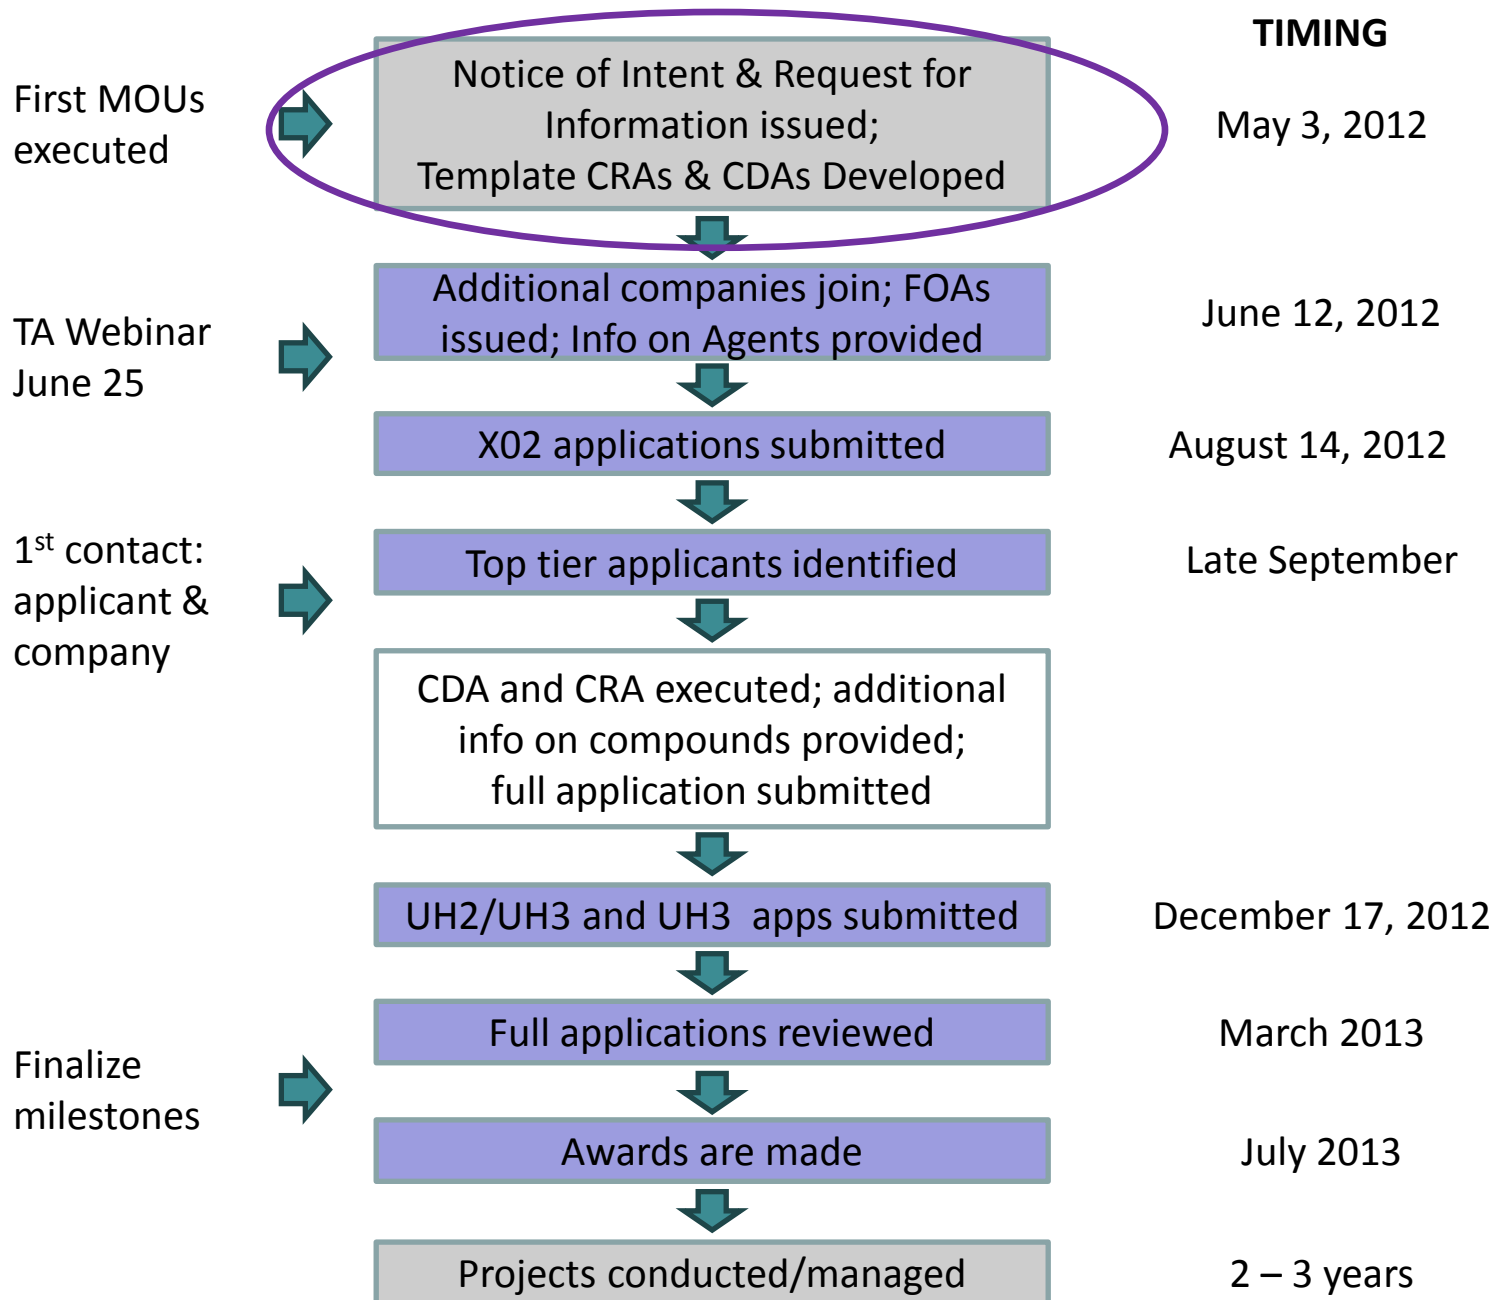 TIMING
First MOUs
executed
Notice of Intent & Request for
Information issued;
Template CRAs & CDAs Developed
May 3, 2012
TA Webinar
June 25
Additional companies join; FOAs
issued; Info on Agents provided
June 12, 2012
X02 applications submitted
August 14, 2012
1st contact:
applicant &
company
Top tier applicants identified
Late September
CDA and CRA executed; additional
info on compounds provided;
full application submitted
UH2/UH3 and UH3 apps submitted
December 17, 2012
Full applications reviewed
March 2013
Finalize
milestones
Awards are made
July 2013
Projects conducted/managed
2 – 3 years